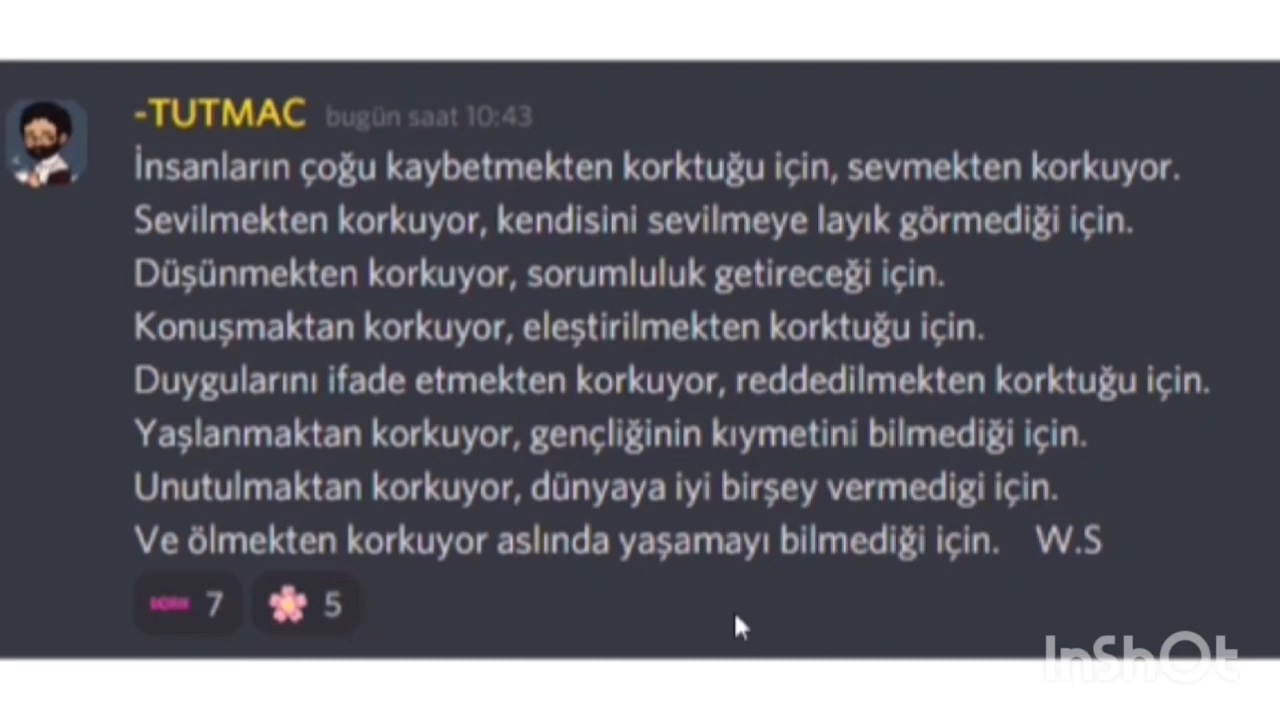 -TUTMAC bugün saat 10:43
İnsanların çoğu kaybetmekten korktuğu için, sevmekten korkuyor.
Sevilmekten korkuyor, kendisini sevilmeye layık görmediği için.
Düşünmekten korkuyor, sorumluluk getireceği için.
Konuşmaktan korkuyor, eleştirilmekten korktuğu için.
Duygularını ifade etmekten korkuyor, reddedilmekten korktuğu için.
Yaşlanmaktan korkuyor, gençliğinin kıymetini bilmediği için.
Unutulmaktan korkuyor, dünyaya iyi birşey vermedigi için.
Ve ölmekten korkuyor aslında yaşamayı bilmediği için. W.S
7 5
InShOt